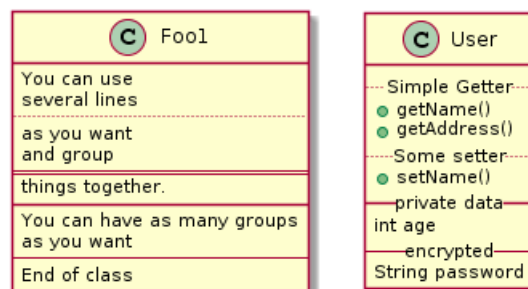 C Foo1
You can use
several lines
as you want
and group
things together.
You can have as many groups
as you want
End of class
C User
Simple Getter
getName()
getAddress()
Some setter
setName()
private data
int age
encrypted
String password